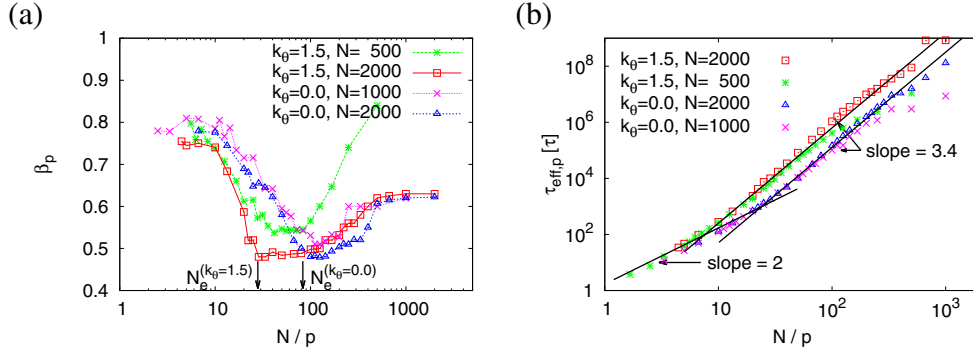 (a)
k_θ=1.5, N= 500
k_θ=1.5, N=2000
k_θ=0.0, N=1000
k_θ=0.0, N=2000
1
0.9
0.8
0.7
0.6
0.5
0.4
β_p
N_e^(k_θ=1.5)
N_e^(k_θ=0.0)
1 10 100 1000
N / p
(b)
k_θ=1.5, N=2000
k_θ=1.5, N= 500
k_θ=0.0, N=2000
k_θ=0.0, N=1000
10^8
10^6
10^4
10^2
1
τ_eff,p [τ]
slope = 3.4
slope = 2
1 10 10^2 10^3
N / p